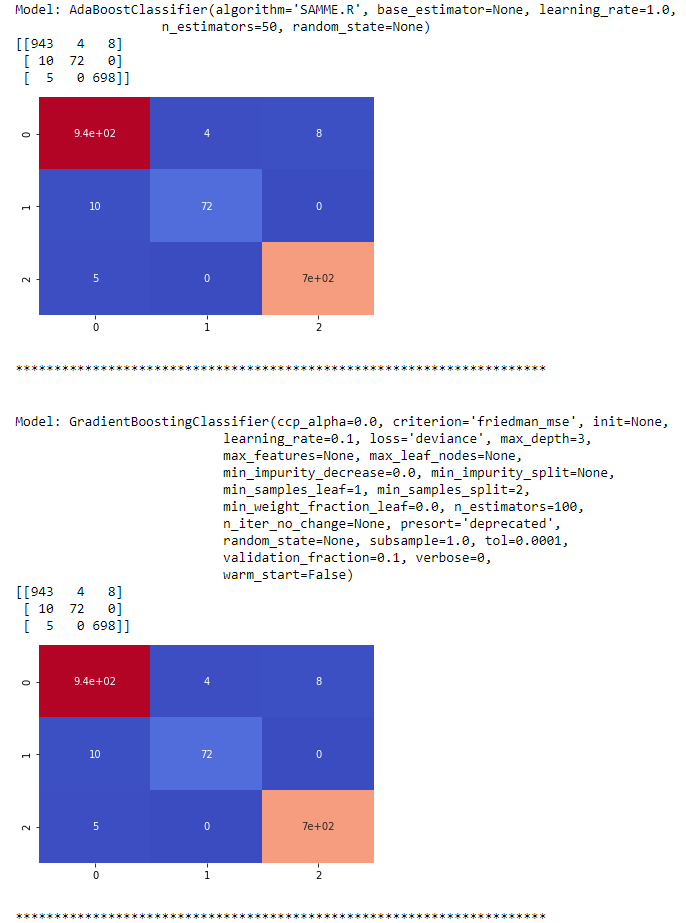 Model: AdaBoostClassifier(algorithm='SAMME.R', base_estimator=None, learning_rate=1.0,
n_estimators=50, random_state=None)
[[943   4   8]
 [ 10  72   0]
 [  5   0 698]]
0 9.4e+02 4 8
1 10 72 0
2 5 0 7e+02
0 1 2
*********************************************************************
Model: GradientBoostingClassifier(ccp_alpha=0.0, criterion='friedman_mse', init=None,
learning_rate=0.1, loss='deviance', max_depth=3,
max_features=None, max_leaf_nodes=None,
min_impurity_decrease=0.0, min_impurity_split=None,
min_samples_leaf=1, min_samples_split=2,
min_weight_fraction_leaf=0.0, n_estimators=100,
n_iter_no_change=None, presort='deprecated',
random_state=None, subsample=1.0, tol=0.0001,
validation_fraction=0.1, verbose=0,
warm_start=False)
[[943   4   8]
 [ 10  72   0]
 [  5   0 698]]
0 9.4e+02 4 8
1 10 72 0
2 5 0 7e+02
0 1 2
*********************************************************************